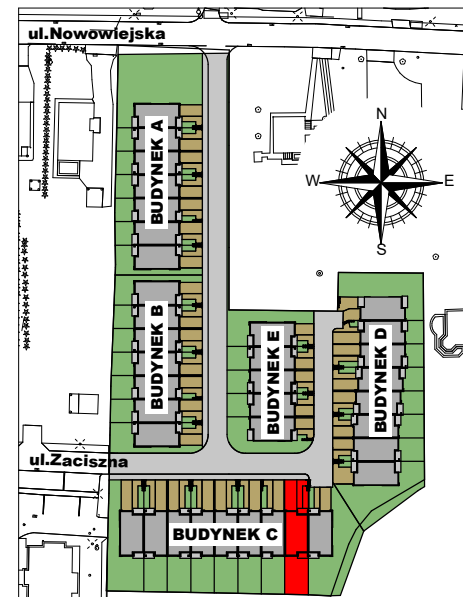 ul.Nowowiejska
BUDYNEK A
N
W
E
S
BUDYNEK B
BUDYNEK E
BUDYNEK D
ul.Zaciszna
BUDYNEK C